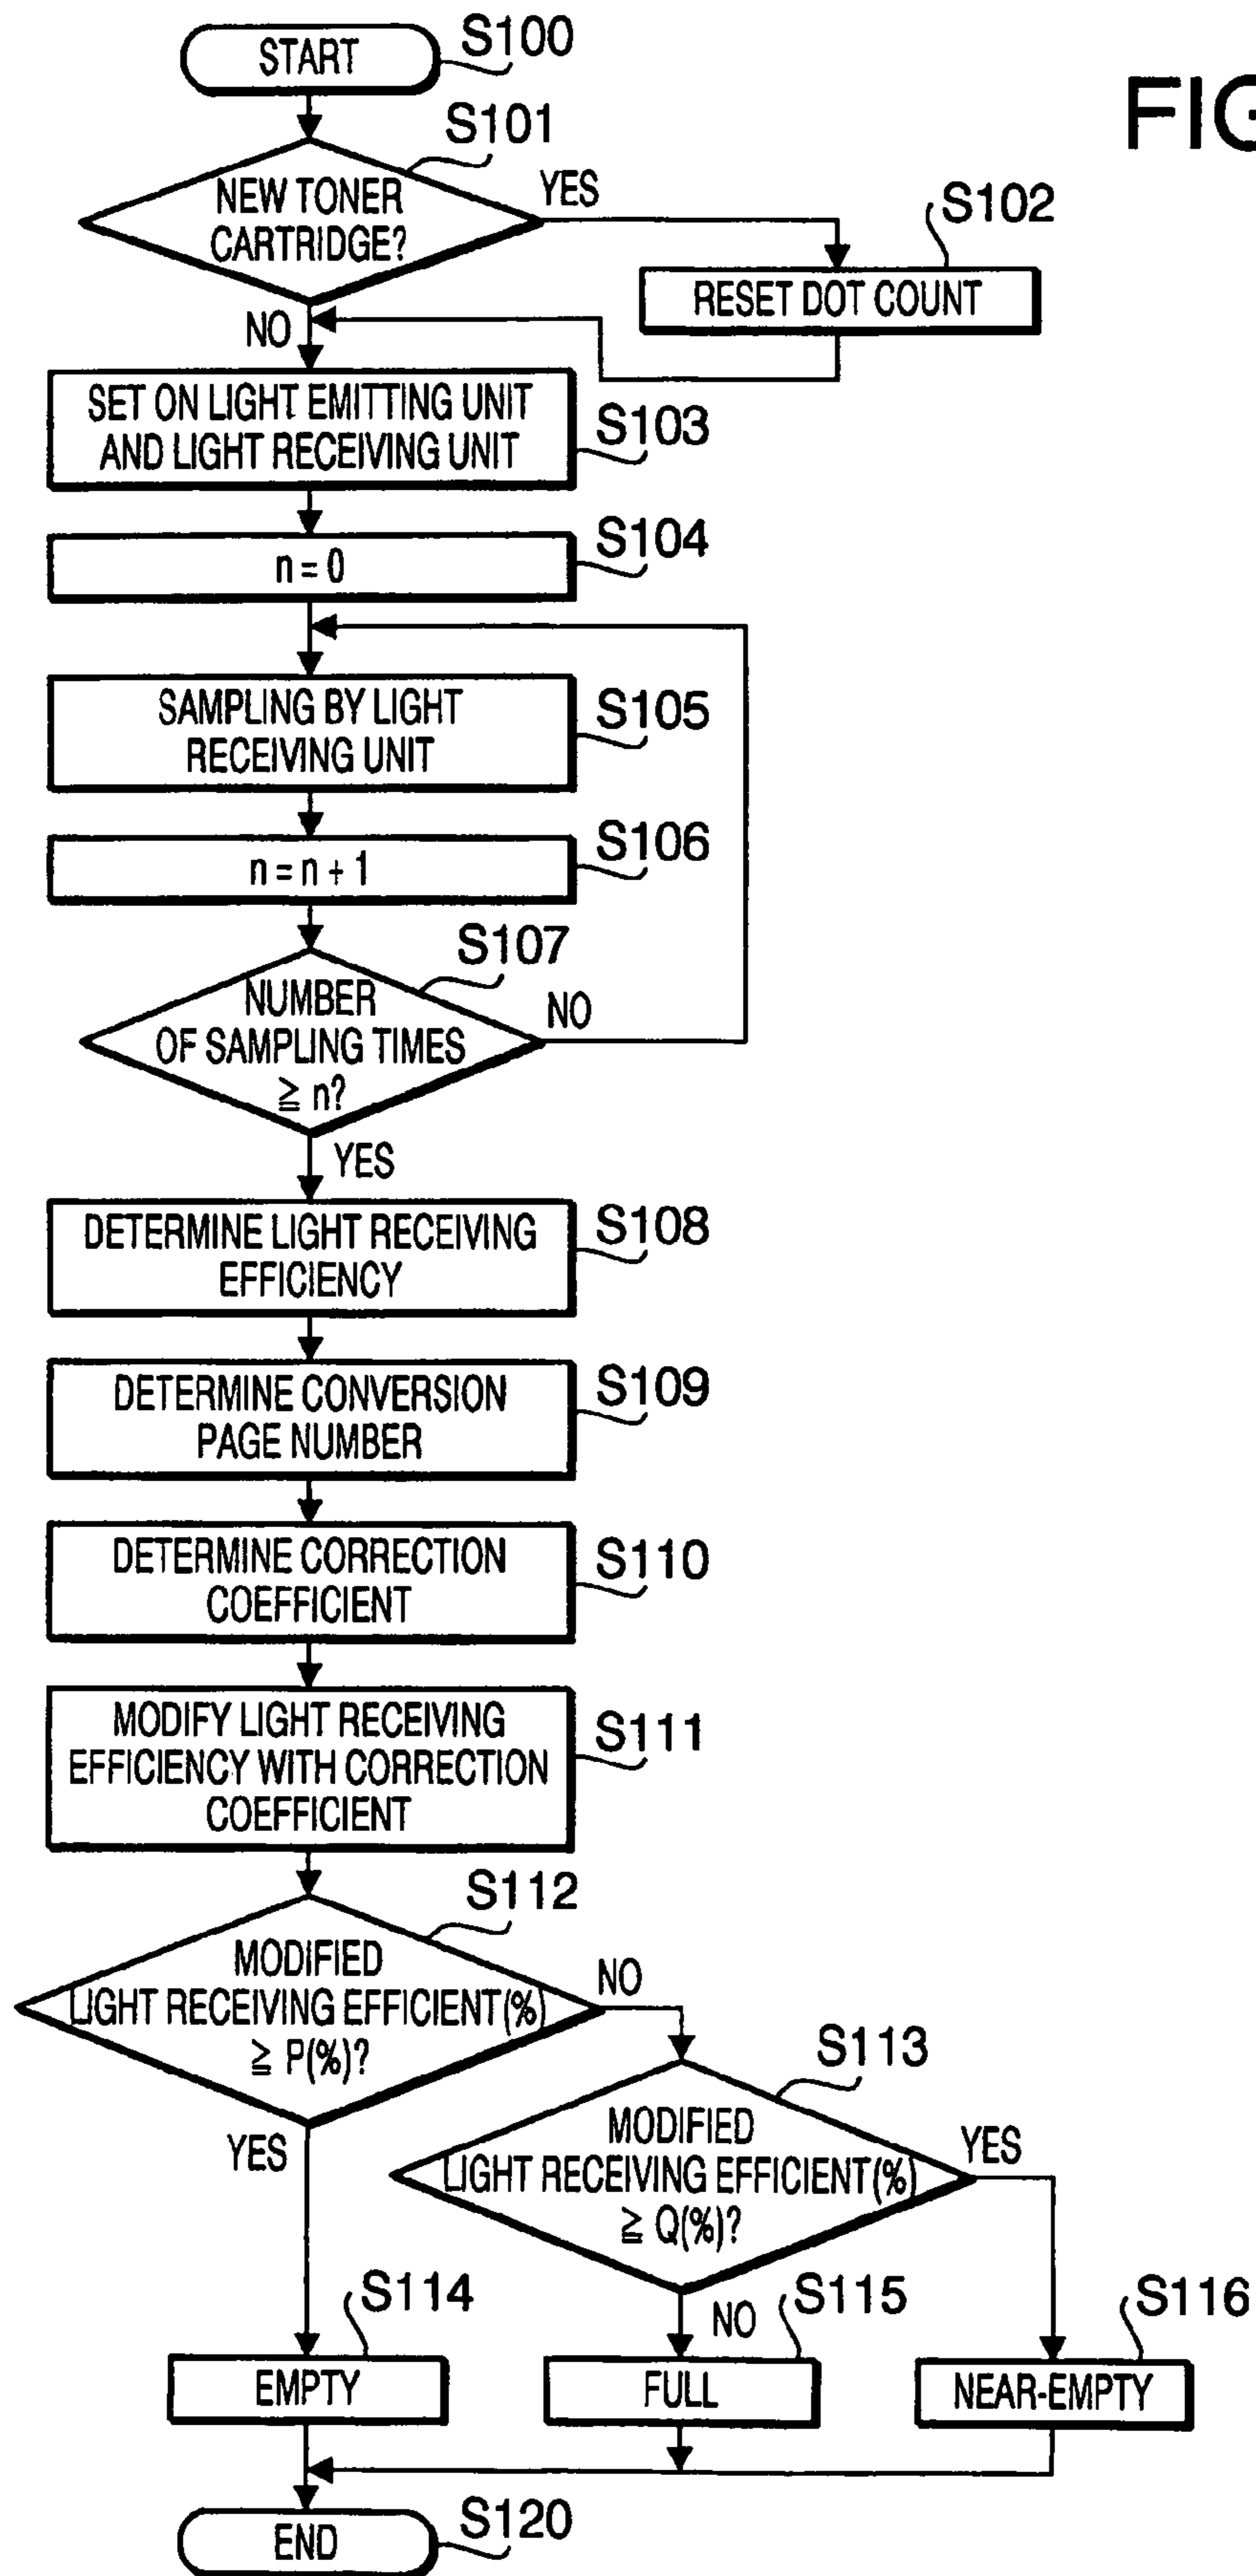 START
S100
FIG
S101
NEW TONER
CARTRIDGE?
YES
S102
RESET DOT COUNT
NO
SET ON LIGHT EMITTING UNIT
AND LIGHT RECEIVING UNIT
S103
n = 0
S104
SAMPLING BY LIGHT
RECEIVING UNIT
S105
n = n + 1
S106
S107
NUMBER
OF SAMPLING TIMES
≧ n?
NO
YES
DETERMINE LIGHT RECEIVING
EFFICIENCY
S108
DETERMINE CONVERSION
PAGE NUMBER
S109
DETERMINE CORRECTION
COEFFICIENT
S110
MODIFY LIGHT RECEIVING
EFFICIENCY WITH CORRECTION
COEFFICIENT
S111
S112
MODIFIED
LIGHT RECEIVING EFFICIENT(%)
≧ P(%)?
NO
YES
S113
MODIFIED
LIGHT RECEIVING EFFICIENT(%)
≧ Q(%)?
YES
NO
S114
EMPTY
S115
FULL
S116
NEAR-EMPTY
END
S120